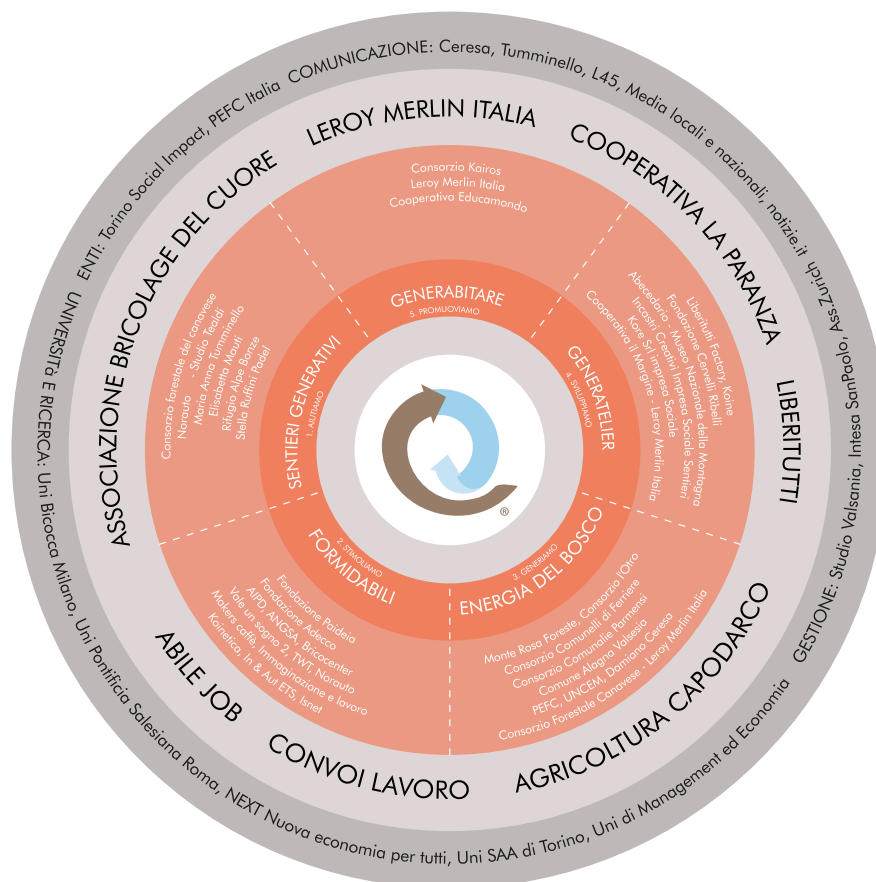 ENTI: Torino Social Impact, PEFC Italia
COMUNICAZIONE: Ceresa, Tumminello, L45, Media locali e nazionali, notizie.it
GESTIONE: Studio Valsania, Intesa SanPaolo, Ass.Zurich
UNIVERSITà E RICERCA: Uni Bicocca Milano, Uni Pontificia Salesiana Roma, NEXT Nuova economia per tutti, Uni SAA di Torino, Uni di Management ed Economia
LEROY MERLIN ITALIA
COOPERATIVA LA PARANZA
LIBERITUTTI
AGRICOLTURA CAPODARCO
CONVOI LAVORO
ABILE JOB
ASSOCIAZIONE BRICOLAGE DEL CUORE
Consorzio Kairos
Leroy Merlin Italia
Cooperativa Educamondo
GENERABITARE
5. PROMUOVIAMO
Liberitutti Factory, Koine
Fondazione Cervelli Ribelli
Abecedario - Museo Nazionale della Montagna
Incastri Creativi Impresa Sociale Sentieri
Kore Srl Impresa Sociale
Cooperativa il Margine - Leroy Merlin Italia
GENERATELIER
4. SVILUPPIAMO
3. GENERIAMO
ENERGIA DEL BOSCO
Monte Rosa Foreste, Consorzio l'Otro
Consorzio Comunelli di Ferriere
Consorzio Comunalie Parmensi
Comune Alagna Valsesia
PEFC, UNCEM, Damiano Ceresa
Consorzio Forestale Canavese - Leroy Merlin Italia
2. STIMOLIAMO
FORMIDABILI
Fondazione Paideia
Fondazione Adecco
AIPD, ANGSA, Bricocenter
Vale un sogno 2, TWT, Norauto
Makers caffè, Immaginazione e lavoro
Koinetica, In & Aut ETS, Isnet
SENTIERI GENERATIVI
1. AIUTIAMO
Consorzio forestale del canavese
Norauto - Studio Tealdi
Maria Anna Tumminello
Elisabetta Mauti
Rifugio Alpe Bonze
Stella Ruffini Padel
®